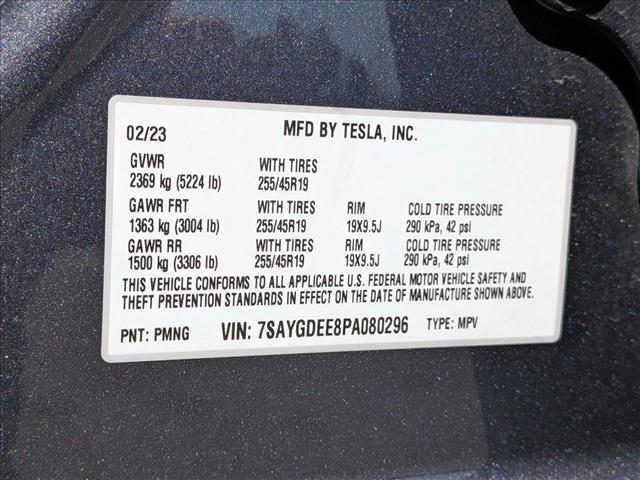 02/23 MFD BY TESLA, INC.
GVWR WITH TIRES
2369 kg (5224 lb) 255/45R19
GAWR FRT WITH TIRES RIM COLD TIRE PRESSURE
1363 kg (3004 lb) 255/45R19 19X9.5J 290 kPa, 42 psi
GAWR RR WITH TIRES RIM COLD TIRE PRESSURE
1500 kg (3306 lb) 255/45R19 19X9.5J 290 kPa, 42 psi
THIS VEHICLE CONFORMS TO ALL APPLICABLE U.S. FEDERAL MOTOR VEHICLE SAFETY AND
THEFT PREVENTION STANDARDS IN EFFECT ON THE DATE OF MANUFACTURE SHOWN ABOVE.
PNT: PMNG VIN: 7SAYGDEE8PA080296 TYPE: MPV